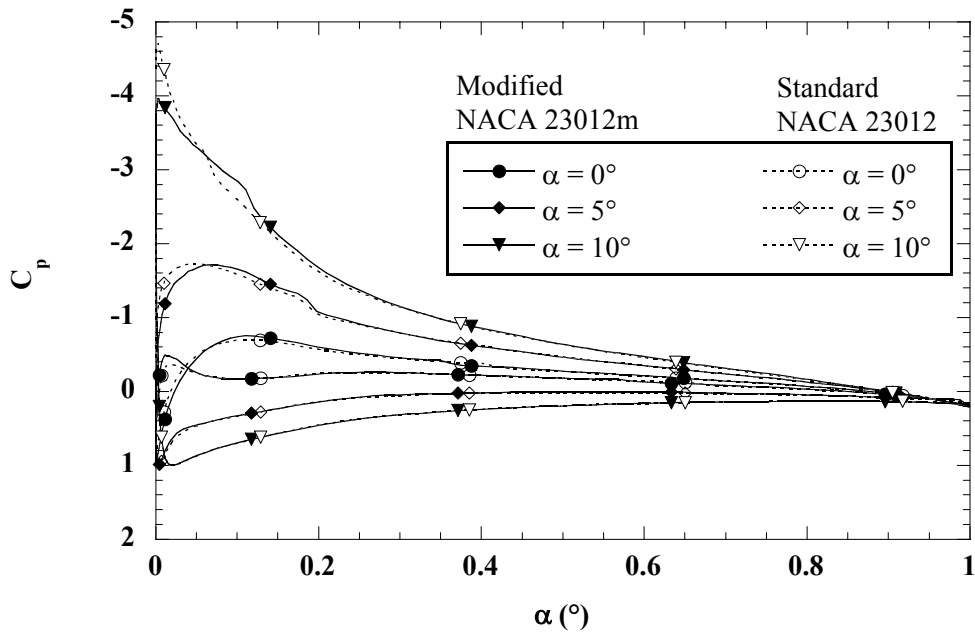 -5
-4
-3
-2
-1
0
1
2
C_p
Modified
NACA 23012m
Standard
NACA 23012
α = 0°
α = 0°
α = 5°
α = 5°
α = 10°
α = 10°
0
0.2
0.4
0.6
0.8
1
α (°)